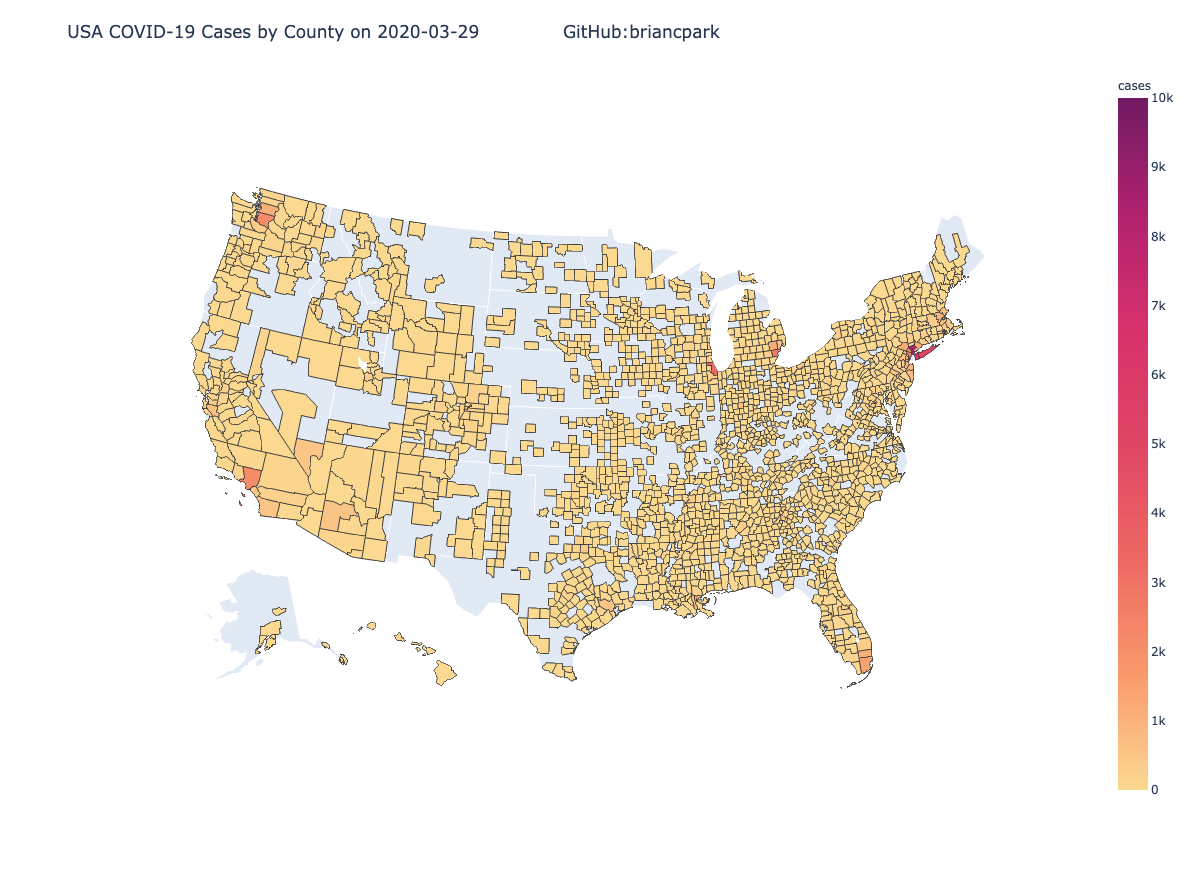 USA COVID-19 Cases by County on 2020-03-29 GitHub:briancpark
cases
10k
9k
8k
7k
6k
5k
4k
3k
2k
1k
0